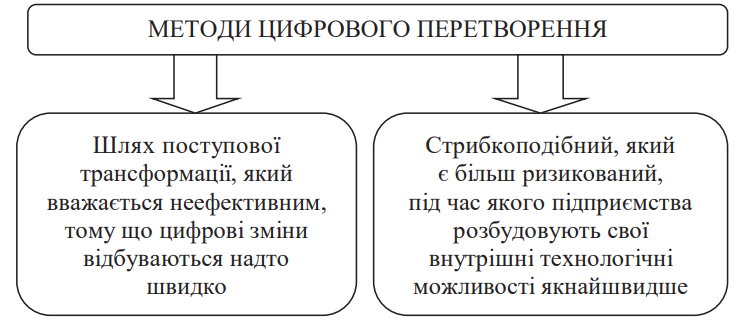 МЕТОДИ ЦИФРОВОГО ПЕРЕТВОРЕННЯ
Шлях поступової
трансформації, який
вважається неефективним,
тому що цифрові зміни
відбуваються надто
швидко
Стрибкоподібний, який
є більш ризикований,
під час якого підприємства
розбудовують свої
внутрішні технологічні
можливості якнайшвидше